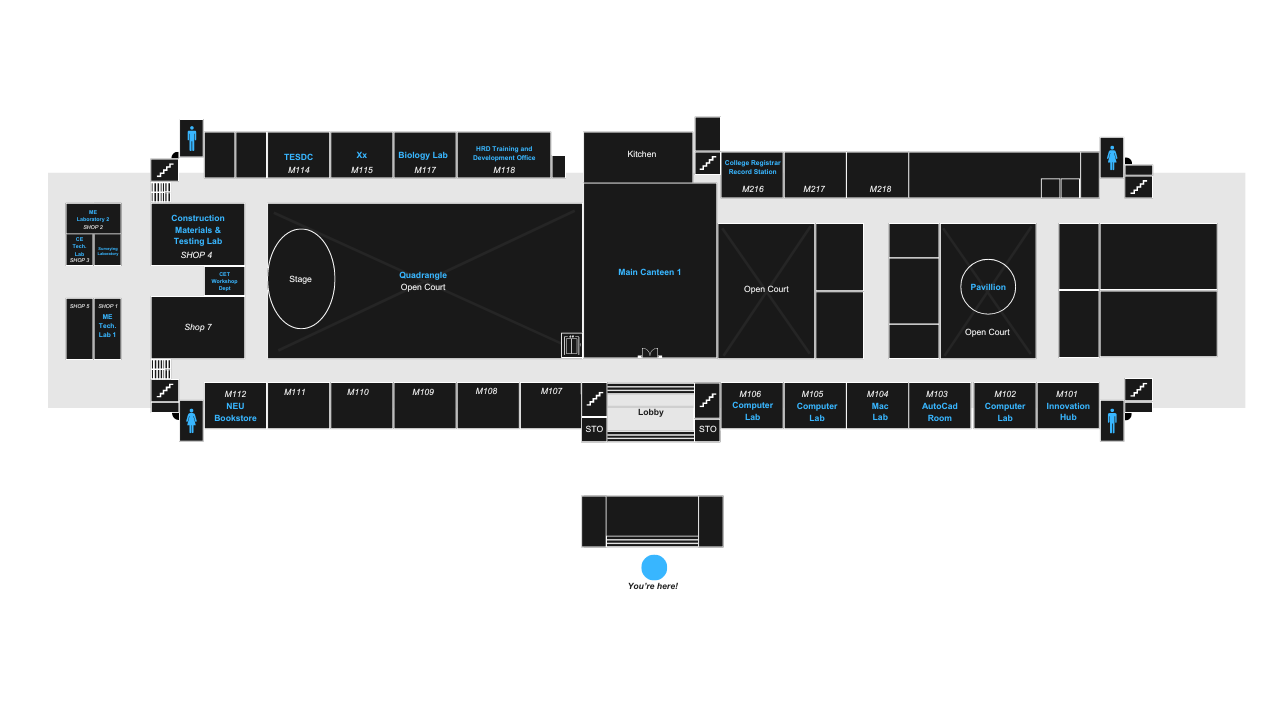 TESDC
M114
Xx
M115
Biology Lab
M117
HRD Training and
Development Office
M118
Kitchen
College Registrar
Record Station
M216
M217
M218
ME
Laboratory 2
SHOP 2
CE
Tech.
Lab
SHOP 3
Surveying
Laboratory
Construction
Materials &
Testing Lab
SHOP 4
CET
Workshop
Dept
SHOP 5
SHOP 1
ME
Tech.
Lab 1
Shop 7
Stage
Quadrangle
Open Court
Main Canteen 1
Open Court
Pavillion
Open Court
M112
NEU
Bookstore
M111
M110
M109
M108
M107
STO
Lobby
STO
M106
Computer
Lab
M105
Computer
Lab
M104
Mac
Lab
M103
AutoCad
Room
M102
Computer
Lab
M101
Innovation
Hub
You're here!